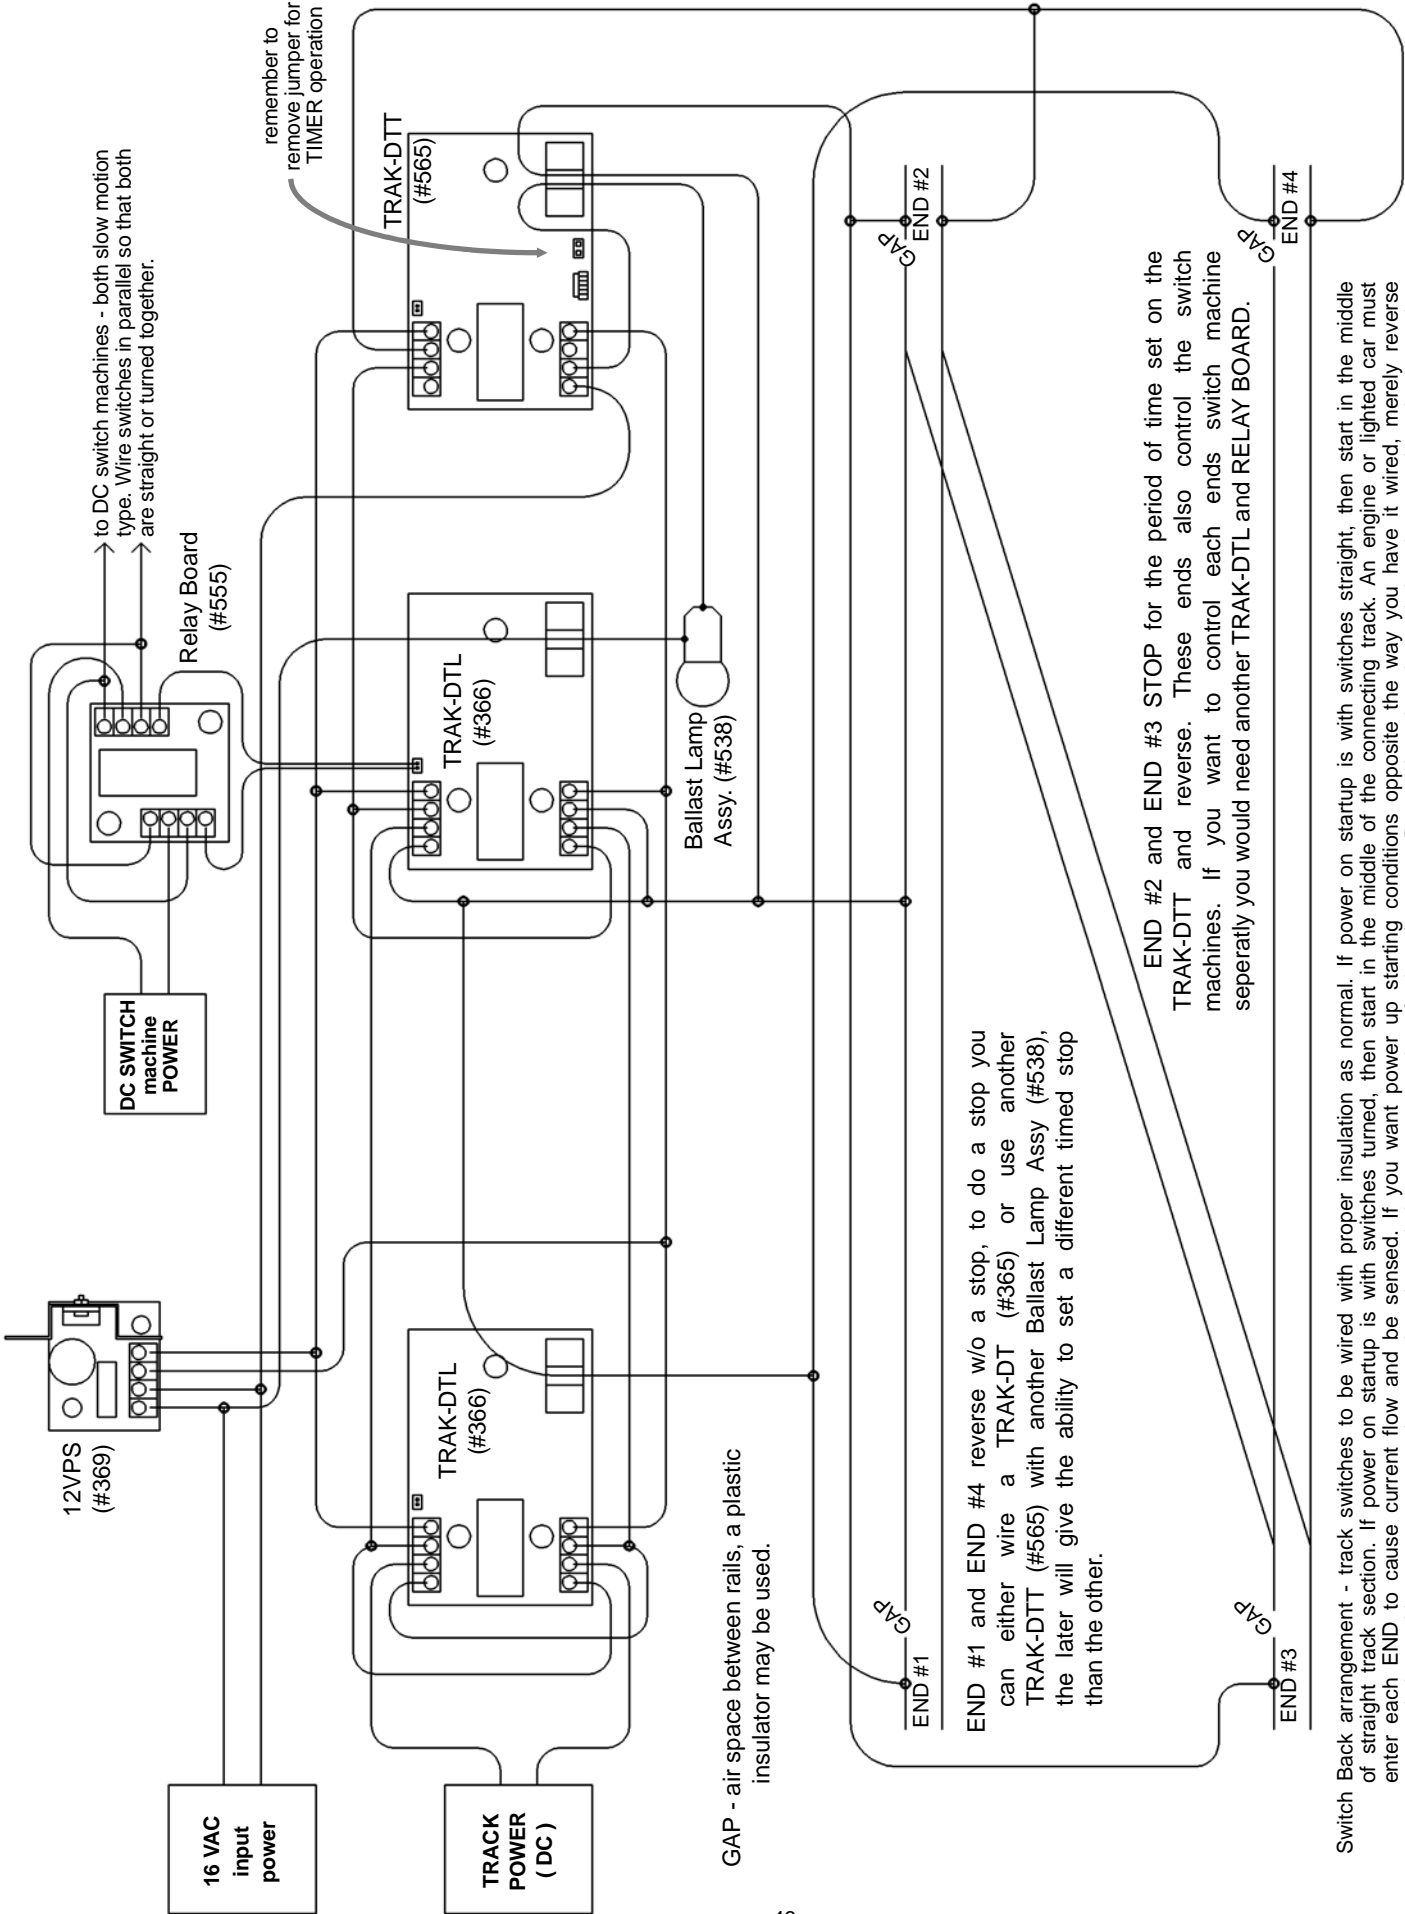 remember to
remove jumper for
TIMER operation
to DC switch machines - both slow motion
type. Wire switches in parallel so that both
are straight or turned together.
Relay Board
(#555)
DC SWITCH
machine
POWER
12VPS
(#369)
16 VAC
input
power
TRAK-DTT
(#565)
TRAK-DTL
(#366)
TRAK-DTL
(#366)
TRACK
POWER
( DC )
Ballast Lamp
Assy. (#538)
GAP - air space between rails, a plastic
insulator may be used.
GAP
END #1
GAP
END #2
GAP
END #3
GAP
END #4
END #1 and END #4 reverse w/o a stop, to do a stop you
can either wire a TRAK-DT (#365) or use another
TRAK-DTT (#565) with another Ballast Lamp Assy (#538),
the later will give the ability to set a different timed stop
than the other.
END #2 and END #3 STOP for the period of time set on the
TRAK-DTT and reverse. These ends also control the switch
machines. If you want to control each ends switch machine
seperatly you would need another TRAK-DTL and RELAY BOARD.
Switch Back arrangement - track switches to be wired with proper insulation as normal. If power on startup is with switches straight, then start in the middle
of straight track section. If power on startup is with switches turned, then start in the middle of the connecting track. An engine or lighted car must
enter each END to cause current flow and be sensed. If you want power up starting conditions opposite the way you have it wired, merely reverse